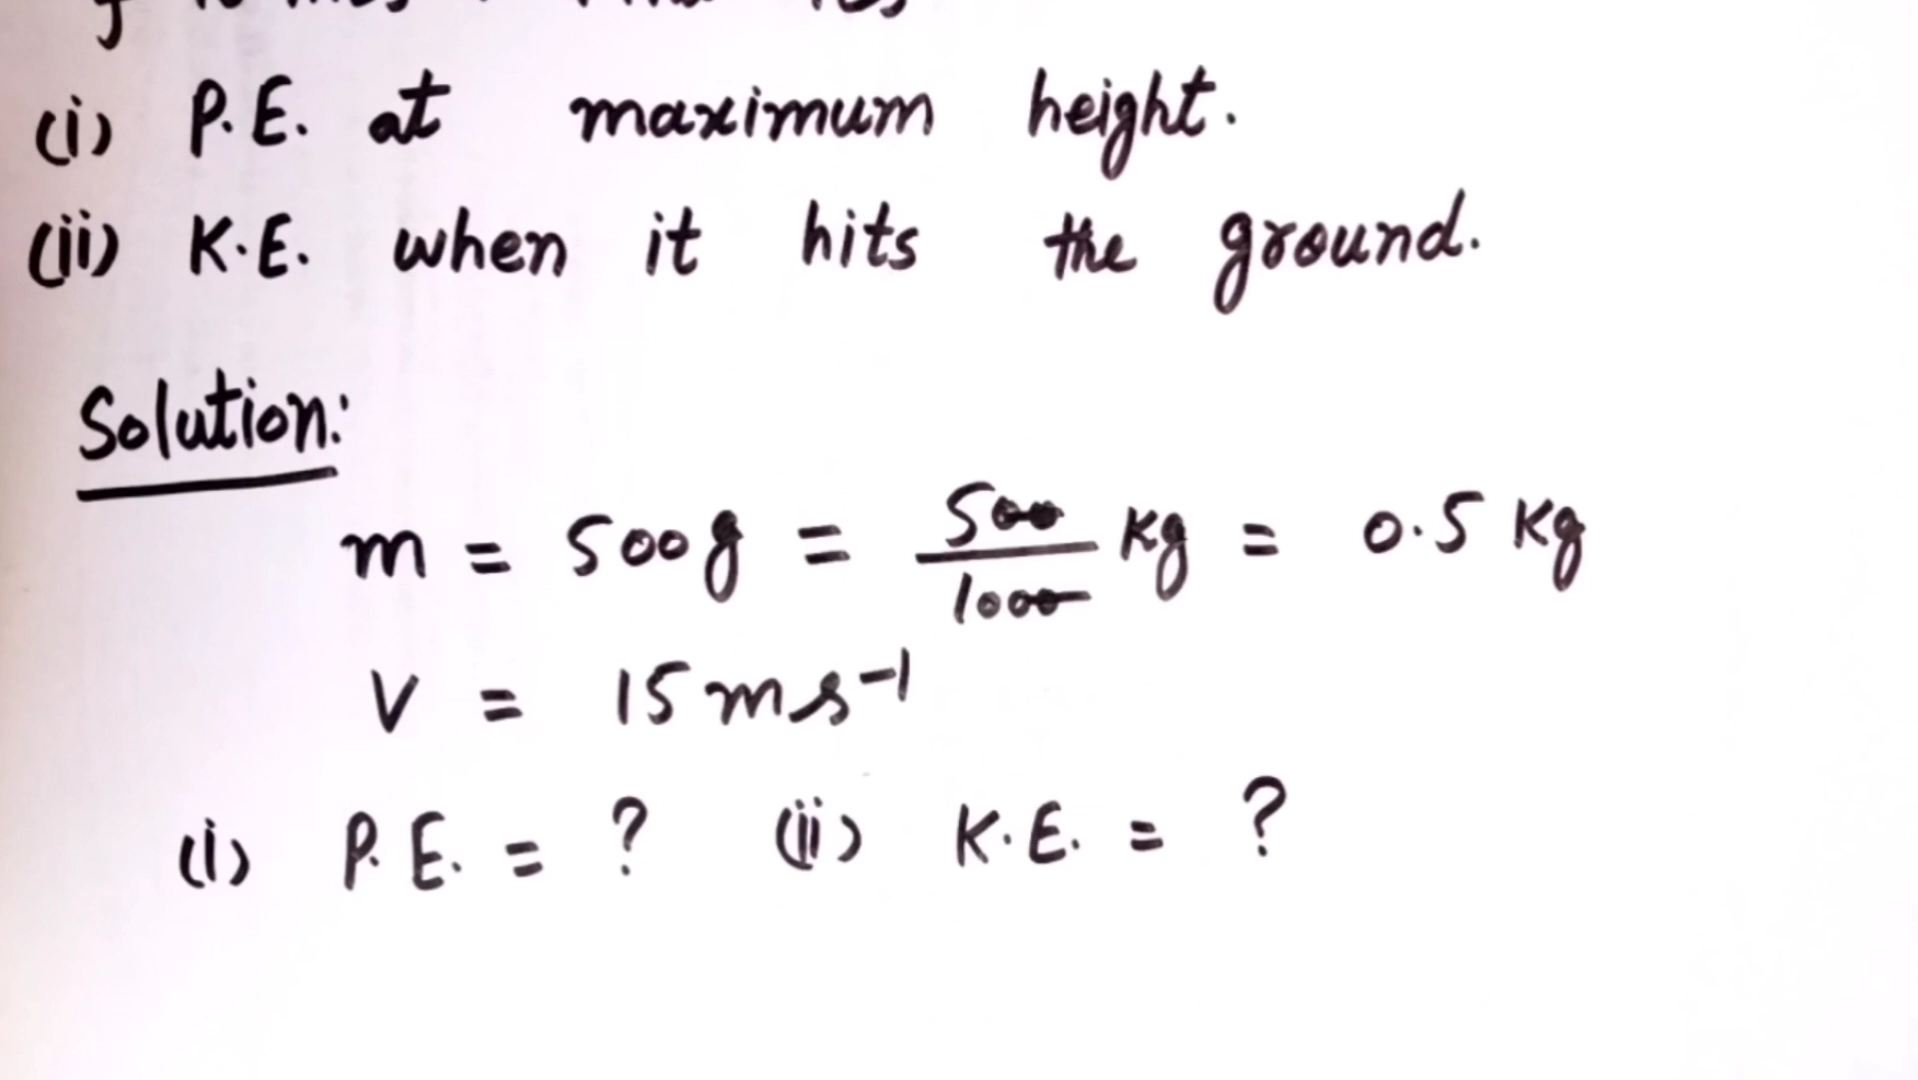 (i) P.E. at maximum height.
(ii) K.E. when it hits the ground.
Solution:
m = 500g = 500/1000 kg = 0.5 kg
v = 15 ms⁻¹
(i) P.E. = ? (ii) K.E. = ?